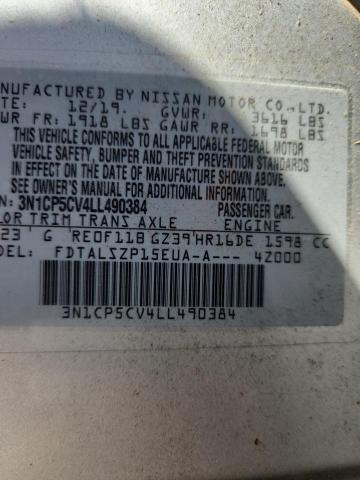 NUFACTURED BY NISSAN MOTOR CO., LTD.
TE: 12/19. GVWR: 3616 LBS
WR FR: 1918 LBS GAWR RR: 1698 LBS
THIS VEHICLE CONFORMS TO ALL APPLICABLE FEDERAL MOTOR
VEHICLE SAFETY, BUMPER AND THEFT PREVENTION STANDARDS
IN EFFECT ON THE DATE OF MANUFACTURE SHOWN ABOVE.
SEE OWNER'S MANUAL FOR ADDITIONAL INFORMATION.
3N1CP5CV4LL490384 PASSENGER CAR.
OR TRIM TRANS AXLE ENGINE
23 G RE0F11B GZ39 HR16DE 1598 CC
DEL: FDTALSZP15EUA-A--- 42000
3N1CP5CV4LL490384